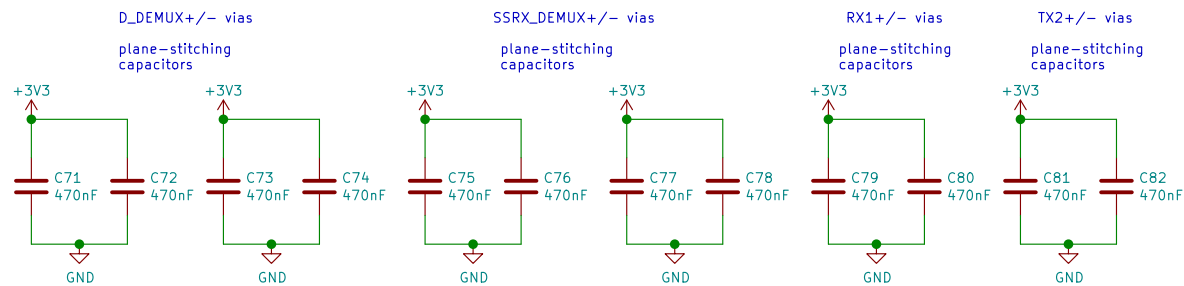 D_DEMUX+/- vias
SSRX_DEMUX+/- vias
RX1+/- vias
TX2+/- vias
plane-stitching
capacitors
plane-stitching
capacitors
plane-stitching
capacitors
plane-stitching
capacitors
+3V3
+3V3
+3V3
+3V3
+3V3
+3V3
C71
470nF
C72
470nF
C73
470nF
C74
470nF
C75
470nF
C76
470nF
C77
470nF
C78
470nF
C79
470nF
C80
470nF
C81
470nF
C82
470nF
GND
GND
GND
GND
GND
GND